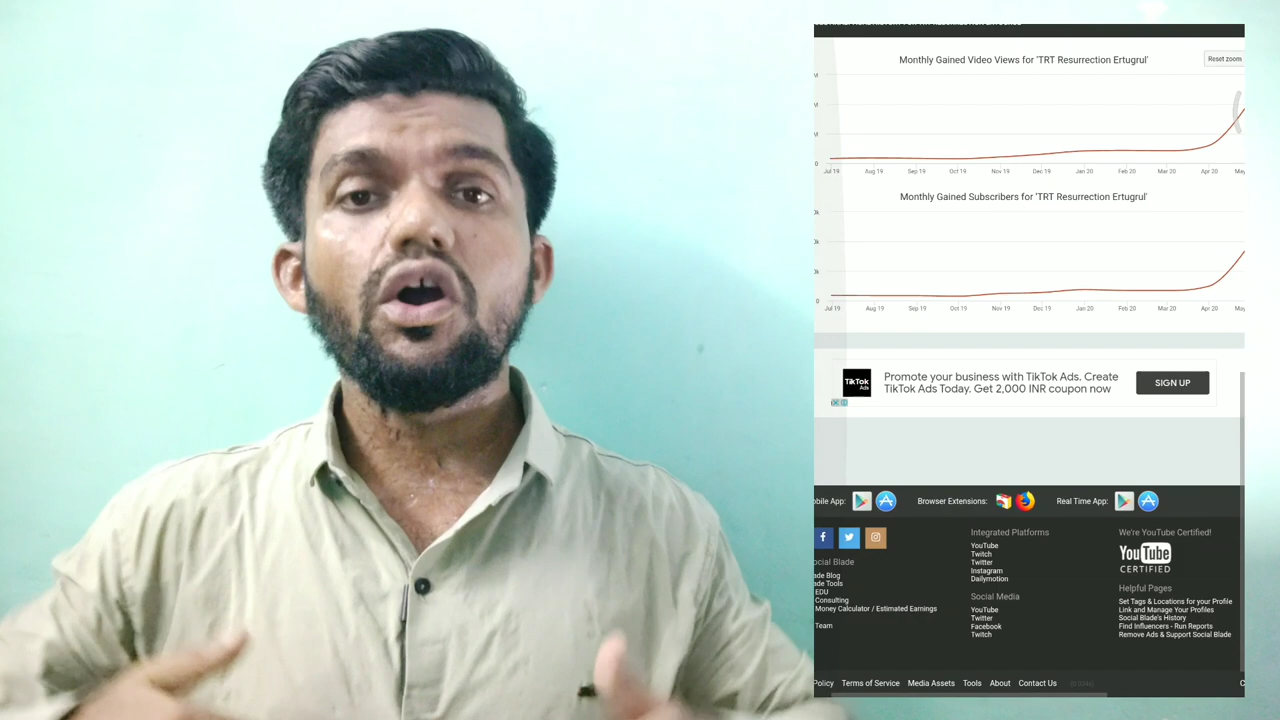 Monthly Gained Video Views for 'TRT Resurrection Ertugrul'
Reset zoom
M
M
M
0
Jul 19 Aug 19 Sep 19 Oct 19 Nov 19 Dec 19 Jan 20 Feb 20 Mar 20 Apr 20 May
Monthly Gained Subscribers for 'TRT Resurrection Ertugrul'
0k
0k
0k
0
Jul 19 Aug 19 Sep 19 Oct 19 Nov 19 Dec 19 Jan 20 Feb 20 Mar 20 Apr 20 May
TikTok Ads
Promote your business with TikTok Ads. Create
TikTok Ads Today. Get 2,000 INR coupon now
SIGN UP
obile App: Browser Extensions: Real Time App:
ocial Blade
ade Blog
ade Tools
EDU
Consulting
Money Calculator / Estimated Earnings
Team
Integrated Platforms
YouTube
Twitch
Twitter
Instagram
Dailymotion
Social Media
YouTube
Twitter
Facebook
Twitch
We're YouTube Certified!
YouTube
CERTIFIED
Helpful Pages
Set Tags & Locations for your Profile
Link and Manage Your Profiles
Social Blade's History
Find Influencers - Run Reports
Remove Ads & Support Social Blade
Policy Terms of Service Media Assets Tools About Contact Us
C